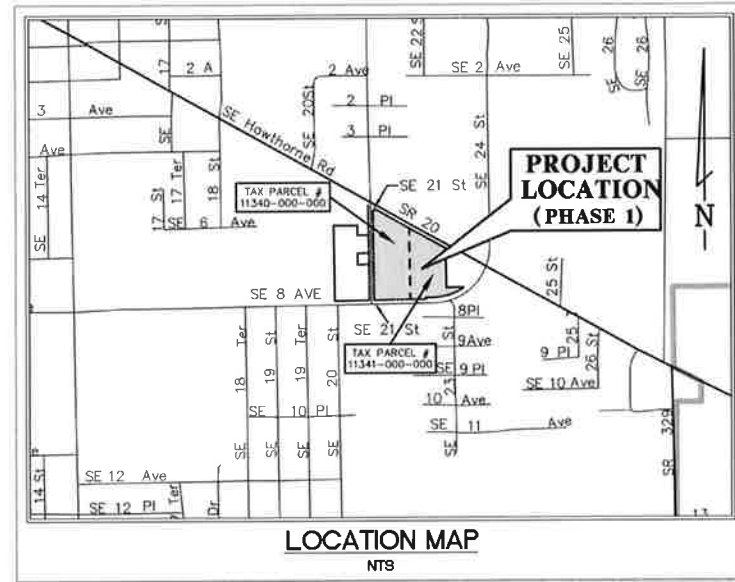 SE 22 St
SE 25
26
26
17
2 A
2 Ave
SE 2 Ave
SE
SE
SE 20St
2 Pl
3 Ave
SE
3 Pl
SE 24 St
SE Hawthorne Rd
Ave
SE 14 Ter
17 St
17 Ter
18 St
SE 6 Ave
TAX PARCEL #
11340-000-000
SE 21 St
SR 20
PROJECT
LOCATION
(PHASE 1)
N
25 St
SE 8 AVE
SE 21 St
8Pl
TAX PARCEL #
11341-000-000
9Ave
SE 9 Pl
SE 23 St
10 Ave
SE 11 Ave
25 T
9 Pl
26 St
SE 10 Ave
SE 18 Ter
SE 19 St
SE 19 Ter
SE 20 St
SE 10 Pl
SR 329
SE 12 Ave
14 St
SE 12 Pl
Ter
Dr
13
LOCATION MAP
NTS